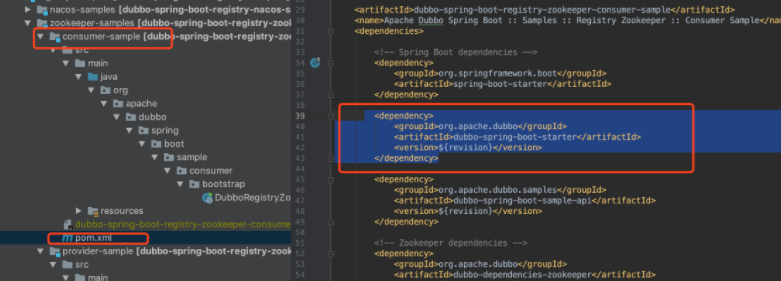 nacos-samples [dubbo-spring-boot-registry-nacos-s
zookeeper-samples [dubbo-spring-boot-registry-zoo
consumer-sample [dubbo-spring-boot-registry-zo
src
main
java
org
apache
dubbo
spring
boot
sample
consumer
bootstrap
DubboRegistryZo
resources
dubbo-spring-boot-registry-zookeeper-consume
pom.xml
provider-sample [dubbo-spring-boot-registry-zook
src
main
29 <artifactId>dubbo-spring-boot-registry-zookeeper-consumer-sample</artifactId>
30 <name>Apache Dubbo Spring Boot :: Samples :: Registry Zookeeper :: Consumer Sample</na
31 <dependencies>
32
33 <!-- Spring Boot dependencies -->
34 <dependency>
35 <groupId>org.springframework.boot</groupId>
36 <artifactId>spring-boot-starter</artifactId>
37 </dependency>
38
39 <dependency>
40 <groupId>org.apache.dubbo</groupId>
41 <artifactId>dubbo-spring-boot-starter</artifactId>
42 <version>${revision}</version>
43 </dependency>
44
45 <dependency>
46 <groupId>org.apache.dubbo.samples</groupId>
47 <artifactId>dubbo-spring-boot-sample-api</artifactId>
48 <version>${revision}</version>
49 </dependency>
50
51 <!-- Zookeeper dependencies -->
52 <dependency>
53 <groupId>org.apache.dubbo</groupId>
54 <artifactId>dubbo-dependencies-zookeeper</artifactId>